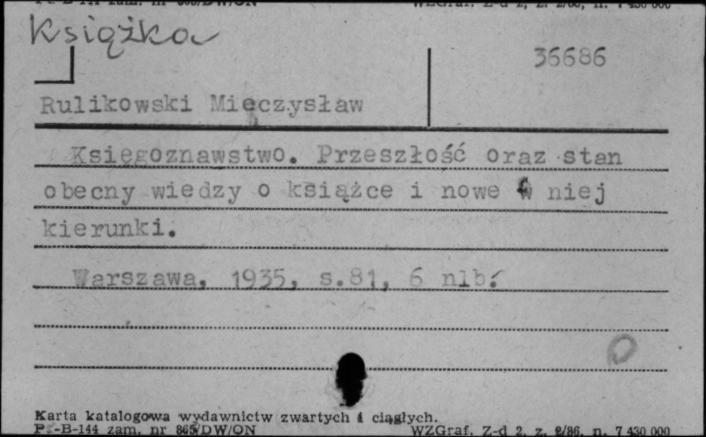 Książka
36686
Rulikowski Mieczysław
Księgoznawstwo. Przeszłość oraz stan
obecny wiedzy o książce i nowe w niej
kierunki.
Warszawa, 1935, s.81, 6 nlb.
Karta katalogowa wydawnictw zwartych i ciągłych.
P.-B-144 zam. nr 865/DW/ON WZGraf. Z-d 2, z. 2/86, n. 7 430 000